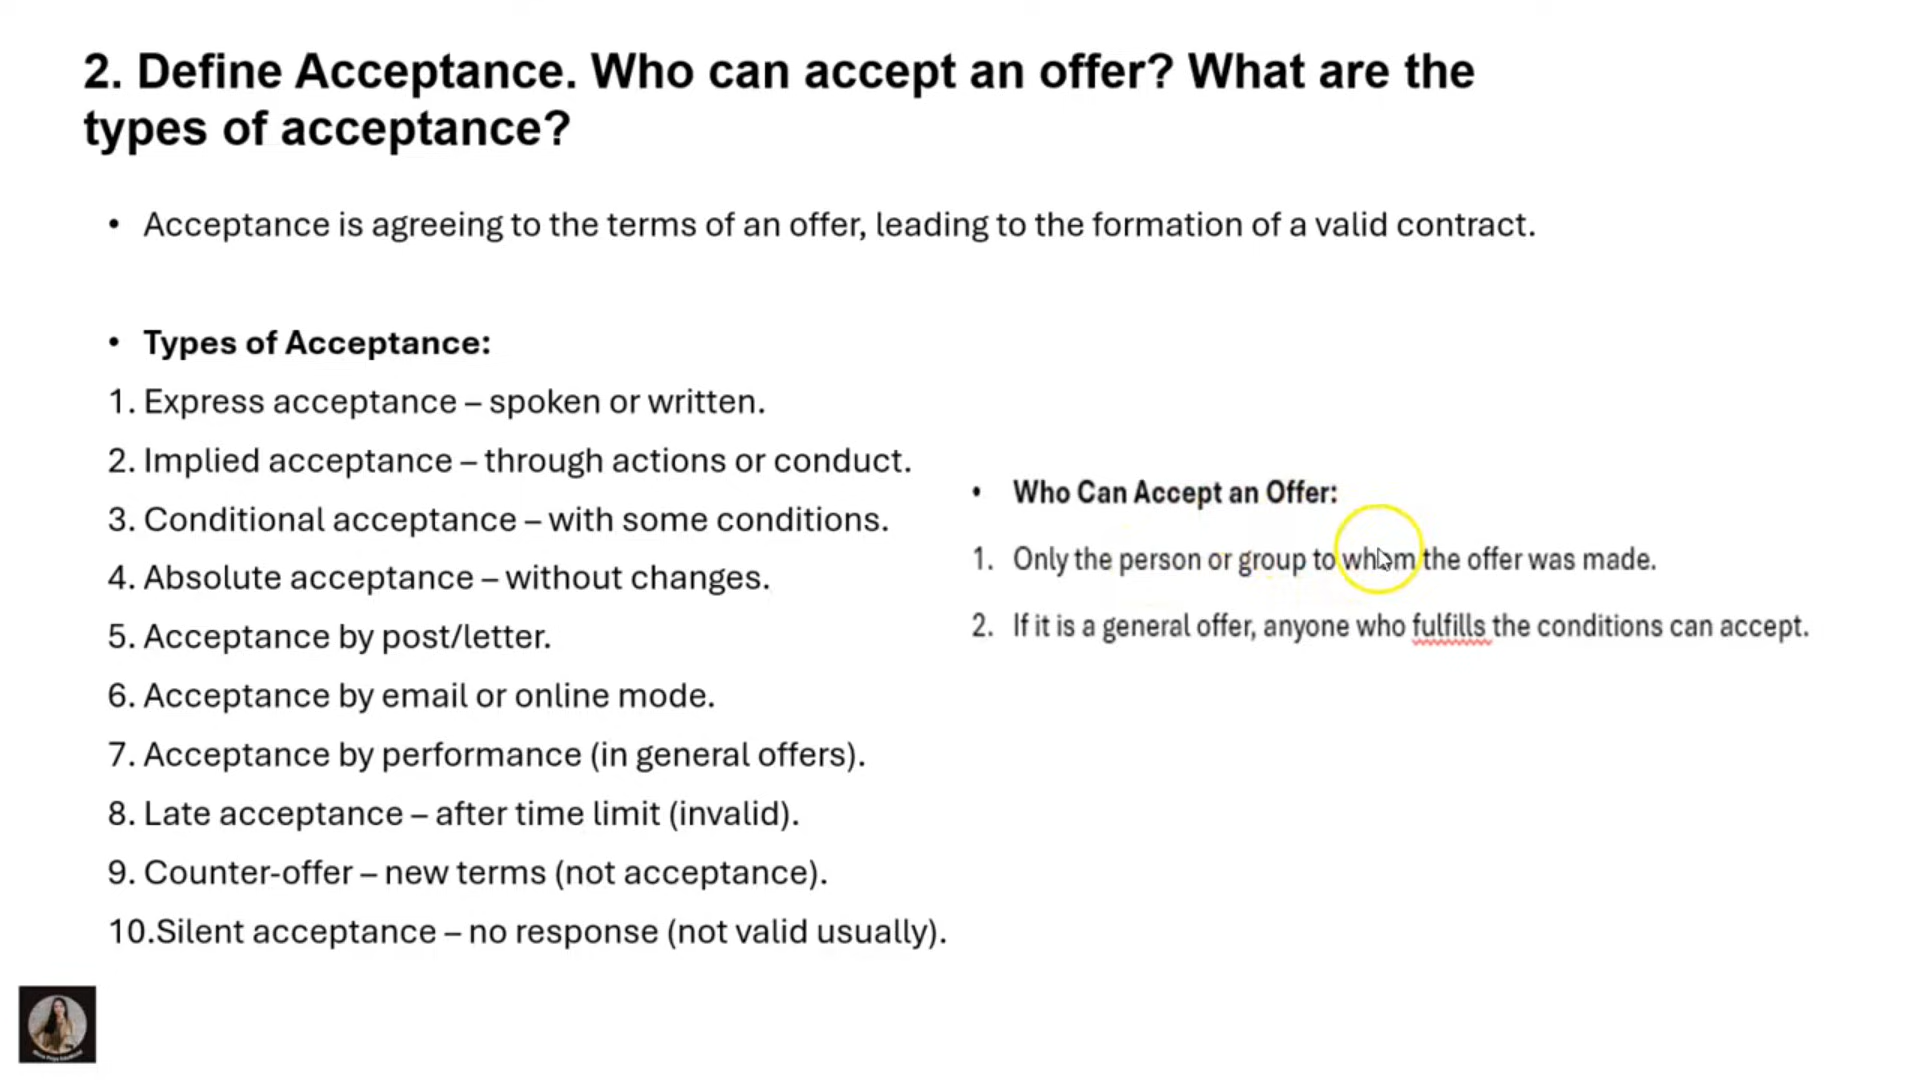 2. Define Acceptance. Who can accept an offer? What are the
types of acceptance?
• Acceptance is agreeing to the terms of an offer, leading to the formation of a valid contract.
• Types of Acceptance:
1. Express acceptance – spoken or written.
2. Implied acceptance – through actions or conduct.
3. Conditional acceptance – with some conditions.
4. Absolute acceptance – without changes.
5. Acceptance by post/letter.
6. Acceptance by email or online mode.
7. Acceptance by performance (in general offers).
8. Late acceptance – after time limit (invalid).
9. Counter-offer – new terms (not acceptance).
10.Silent acceptance – no response (not valid usually).
• Who Can Accept an Offer:
1. Only the person or group to whom the offer was made.
2. If it is a general offer, anyone who fulfills the conditions can accept.